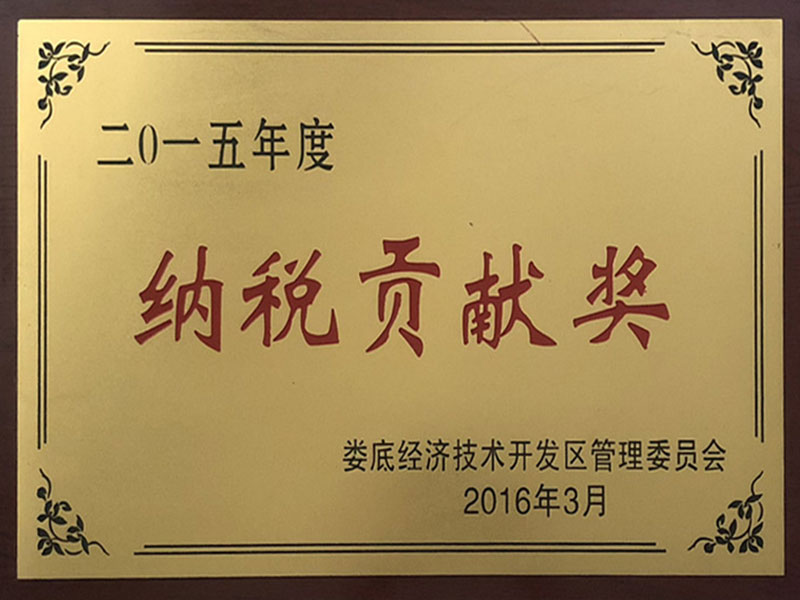 二〇一五年度
纳税贡献奖
娄底经济技术开发区管理委员会
2016年3月